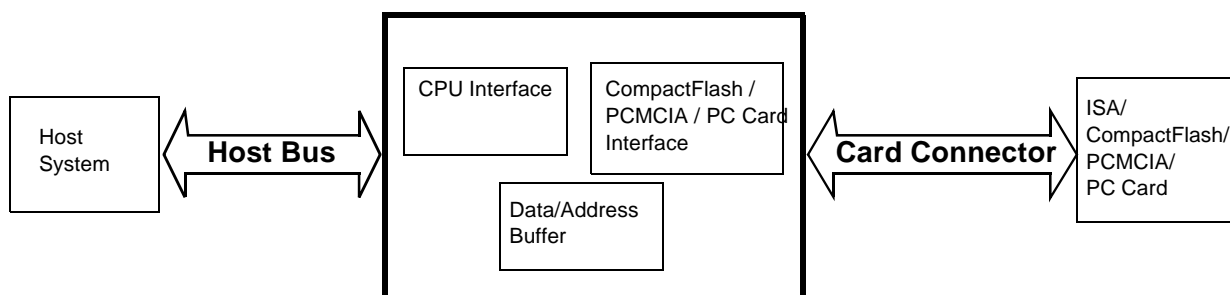 Host
System
Host Bus
CPU Interface
CompactFlash /
PCMCIA / PC Card
Interface
Data/Address
Buffer
Card Connector
ISA/
CompactFlash/
PCMCIA/
PC Card